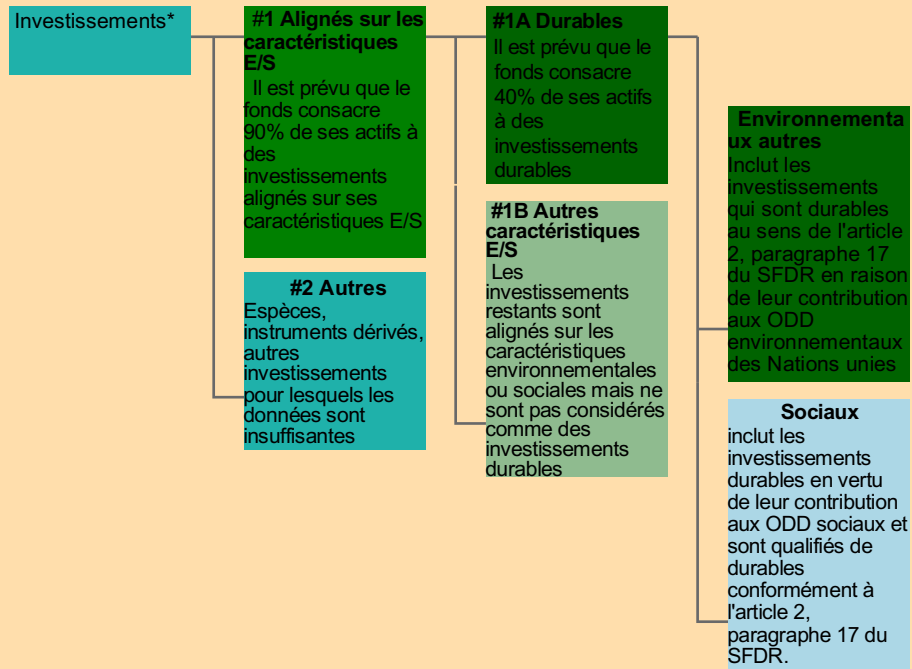 Investissements*
#1 Alignés sur les
caractéristiques
E/S
Il est prévu que le
fonds consacre
90% de ses actifs à
des
investissements
alignés sur ses
caractéristiques E/S
#2 Autres
Espèces,
instruments dérivés,
autres
investissements
pour lesquels les
données sont
insuffisantes
#1A Durables
Il est prévu que le
fonds consacre
40% de ses actifs
à des
investissements
durables
#1B Autres
caractéristiques
E/S
Les
investissements
restants sont
alignés sur les
caractéristiques
environnementales
ou sociales mais ne
sont pas considérés
comme des
investissements
durables
Environnementa
ux autres
Inclut les
investissements
qui sont durables
au sens de l'article
2, paragraphe 17
du SFDR en raison
de leur contribution
aux ODD
environnementaux
des Nations unies
Sociaux
inclut les
investissements
durables en vertu
de leur contribution
aux ODD sociaux et
sont qualifiés de
durables
conformément à
l'article 2,
paragraphe 17 du
SFDR.